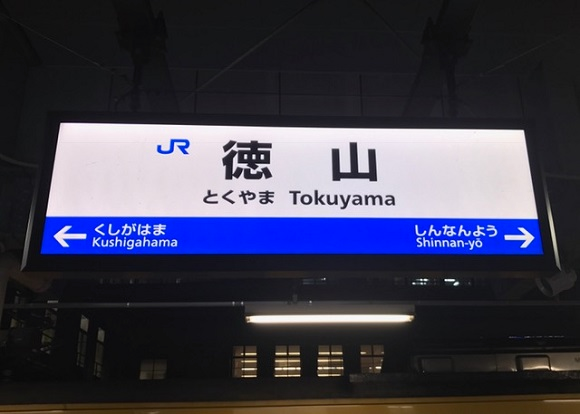 JR 徳山
とくやま Tokuyama
← くしがはま しんなんよう →
Kushigahama Shinnan-yō